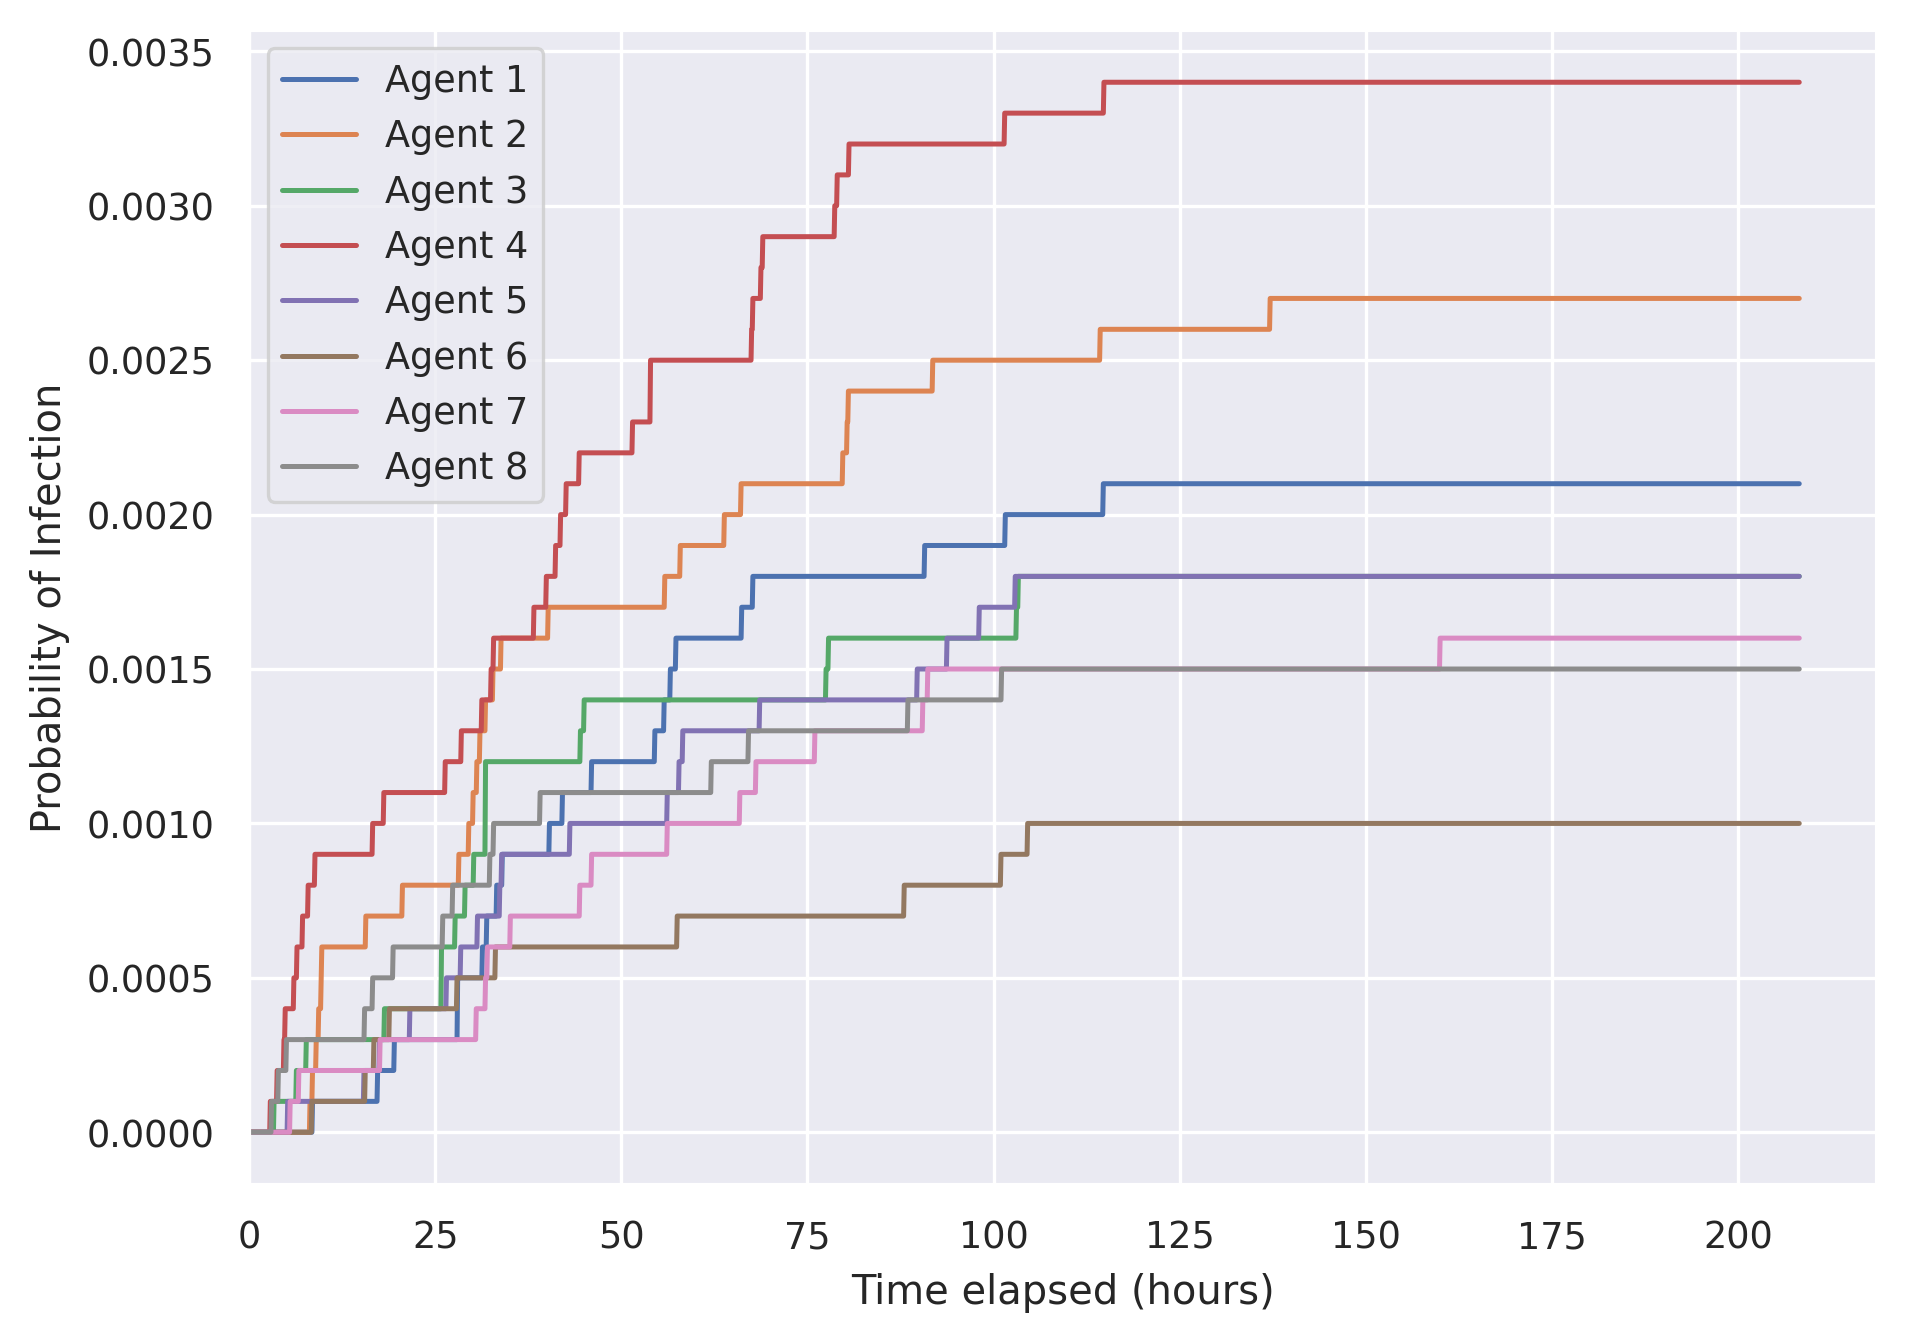 0.0035
0.0030
0.0025
0.0020
0.0015
0.0010
0.0005
0.0000
Probability of Infection
Agent 1
Agent 2
Agent 3
Agent 4
Agent 5
Agent 6
Agent 7
Agent 8
0 25 50 75 100 125 150 175 200
Time elapsed (hours)